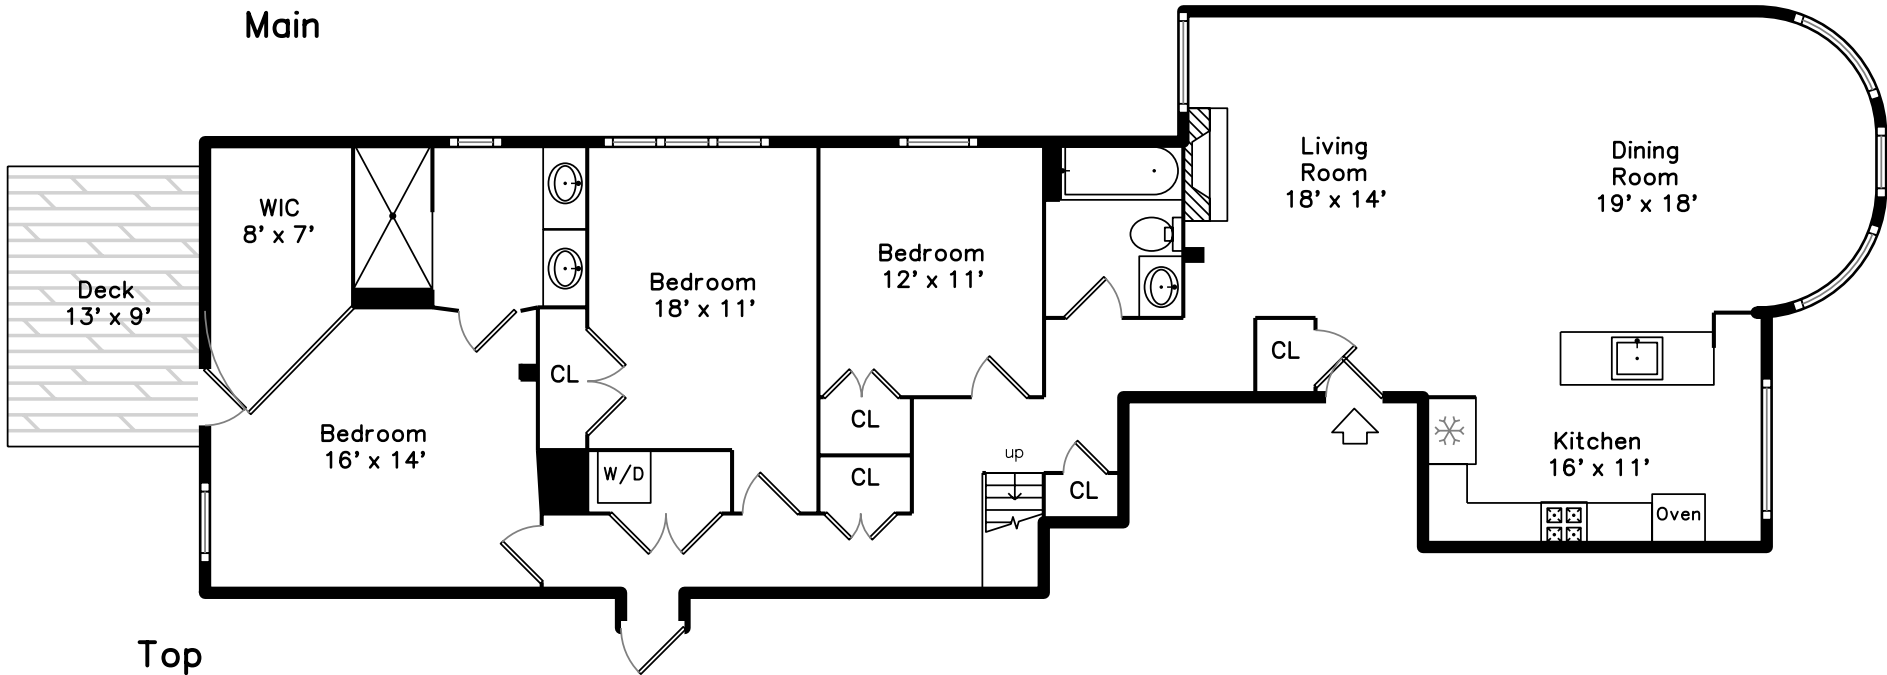 Main
WIC
8' x 7'
Deck
13' x 9'
Bedroom
16' x 14'
CL
Bedroom
18' x 11'
W/D
Bedroom
12' x 11'
CL
CL
up
CL
Living
Room
18' x 14'
Dining
Room
19' x 18'
CL
Kitchen
16' x 11'
Oven
Top